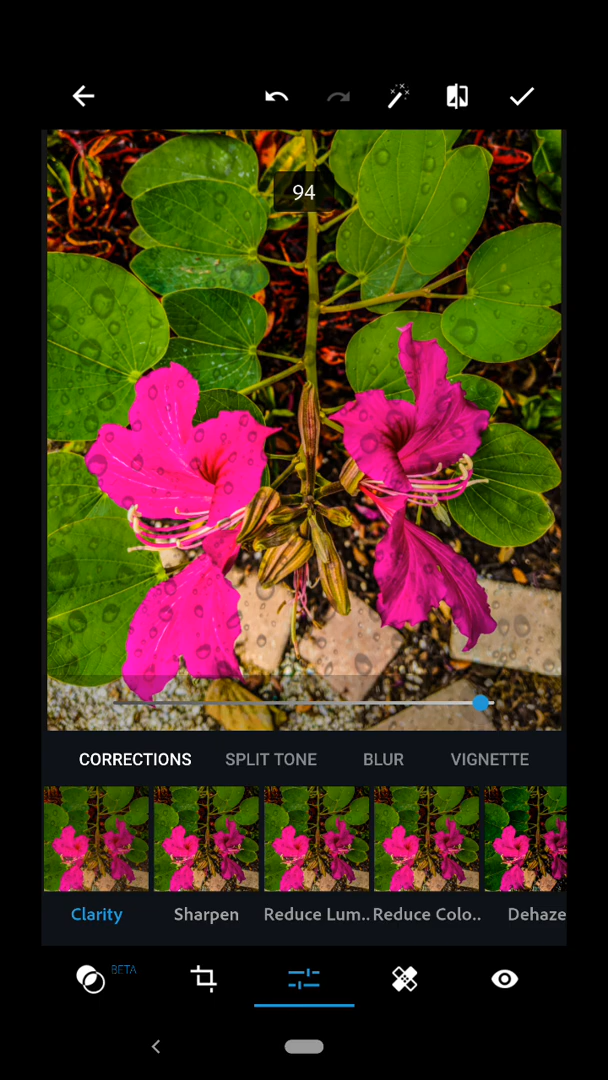 94
CORRECTIONS SPLIT TONE BLUR VIGNETTE
Clarity Sharpen Reduce Lum.. Reduce Colo.. Dehaze
BETA